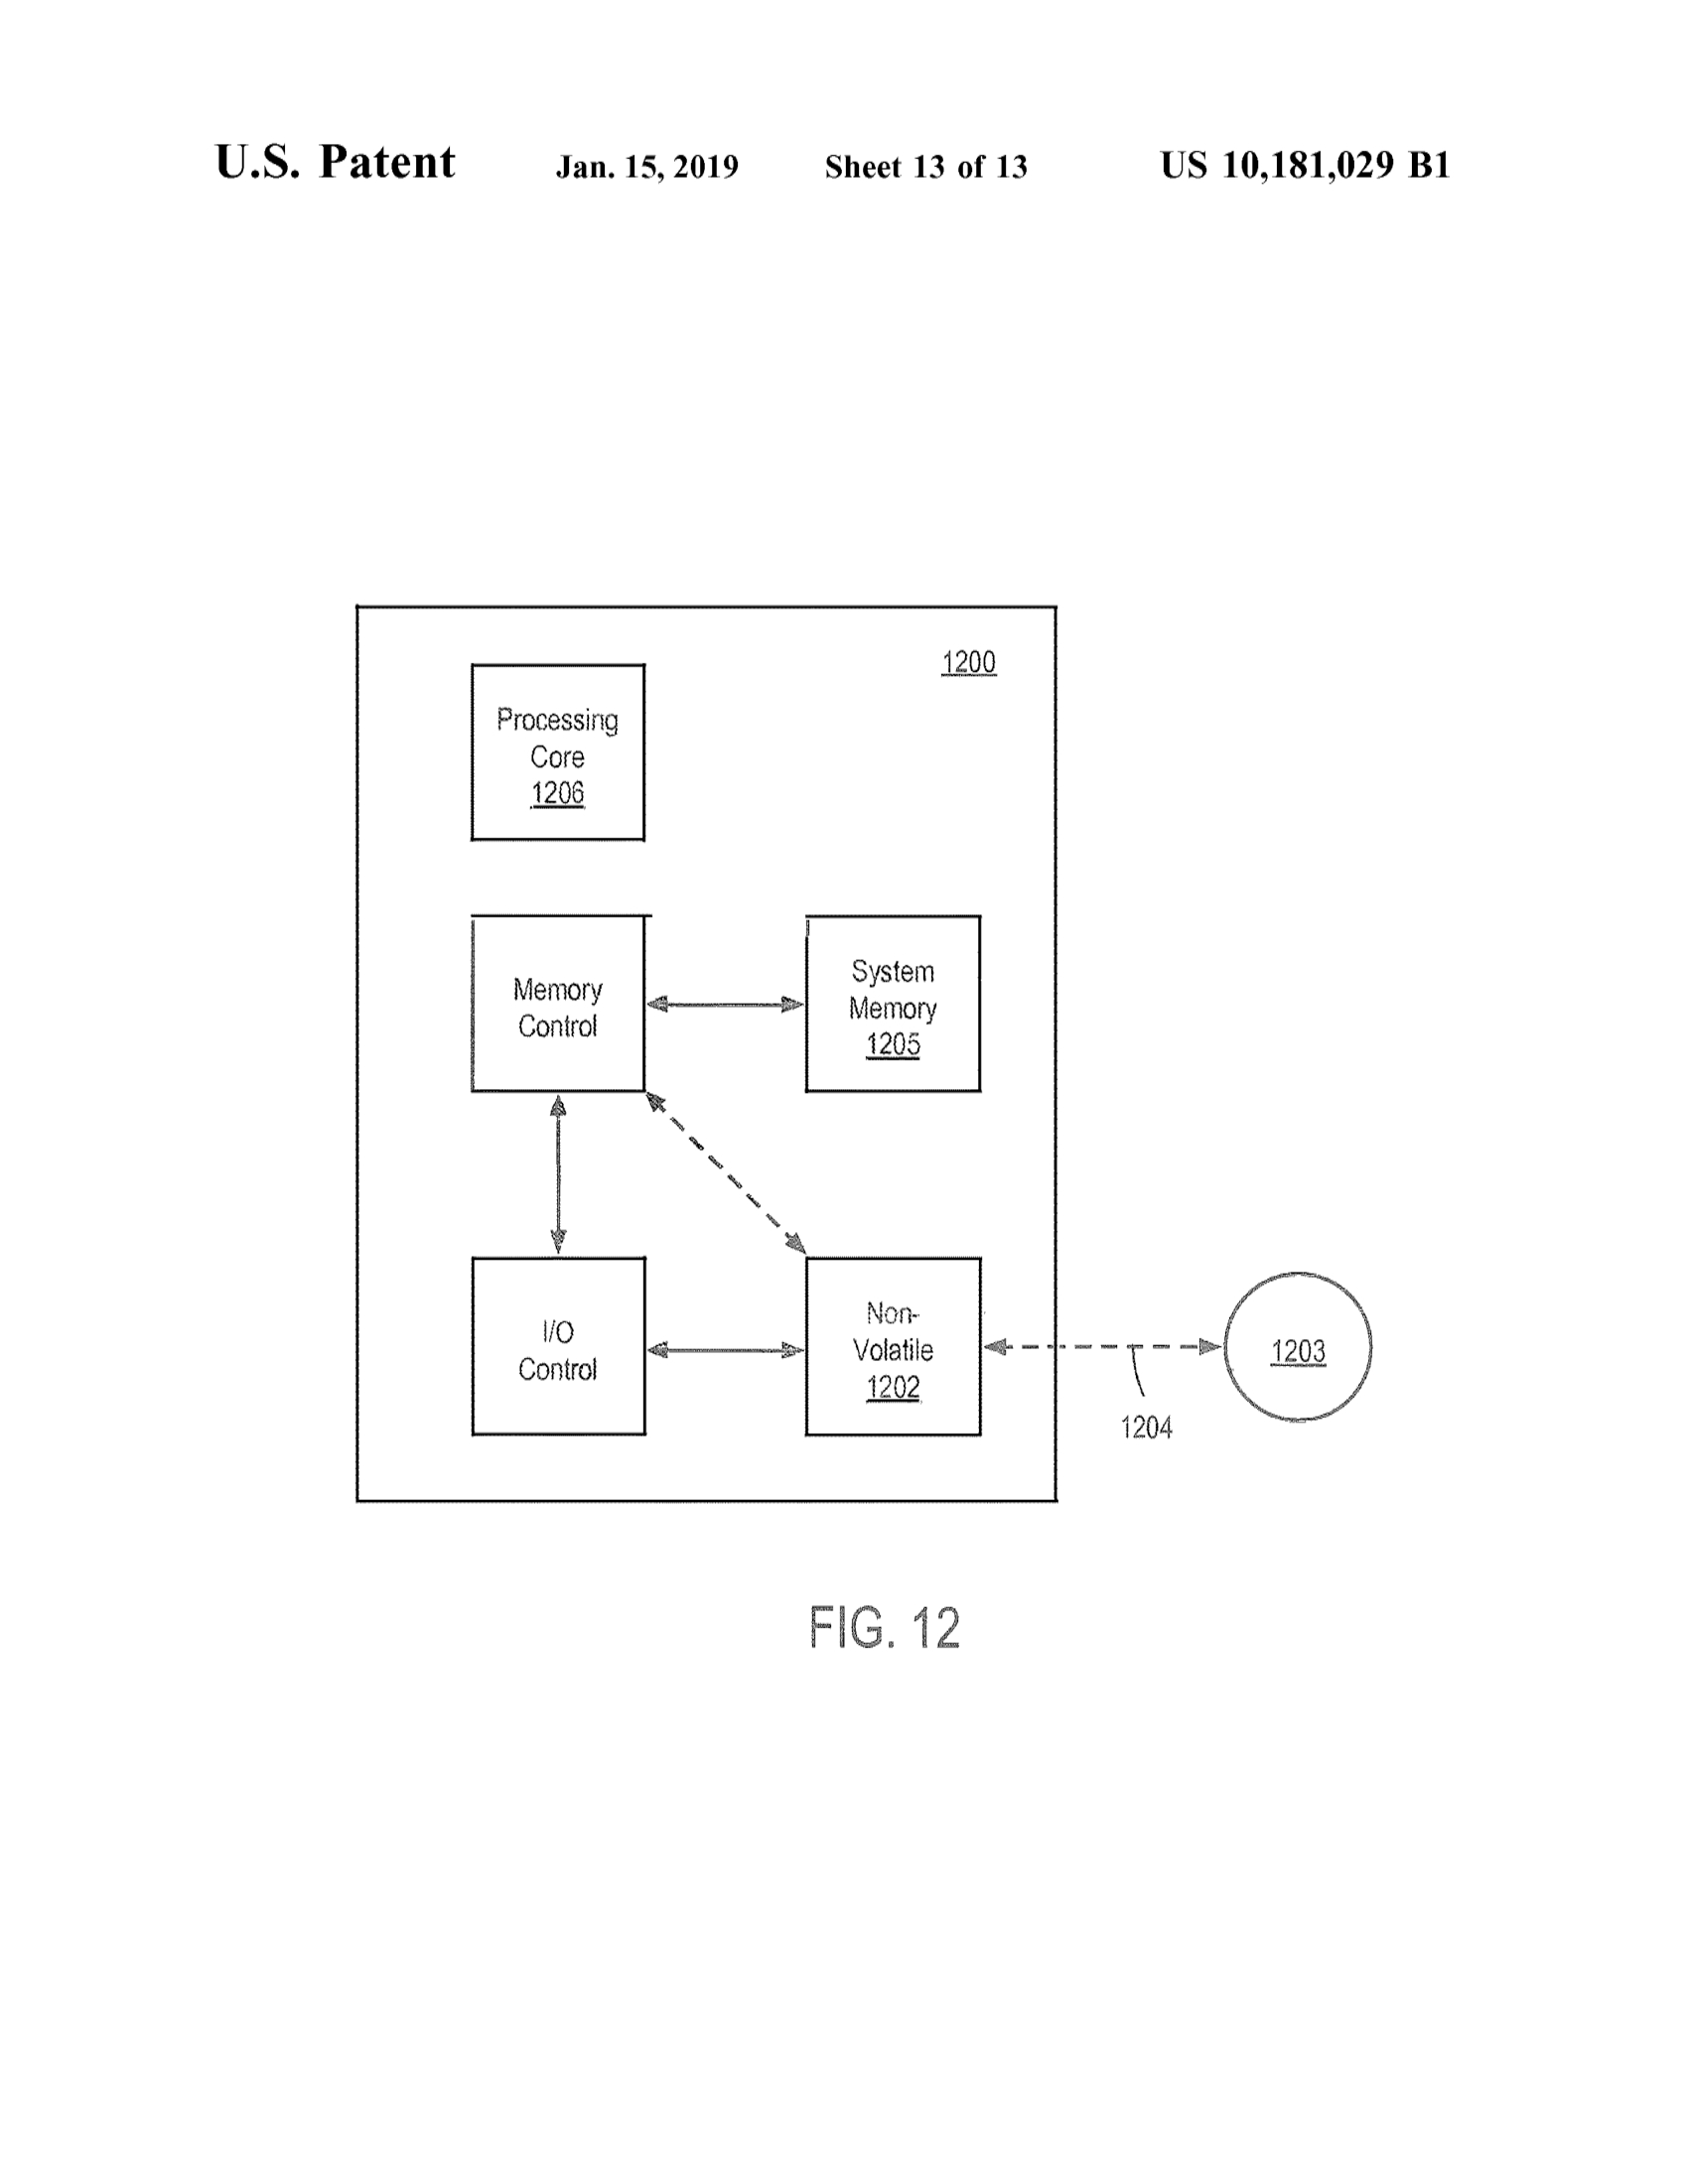 U.S. Patent Jan. 15, 2019 Sheet 13 of 13 US 10,181,029 B1
1200
Processing
Core
1206
Memory
Control
System
Memory
1205
I/O
Control
Non-
Volatile
1202
1203
1204
FIG. 12